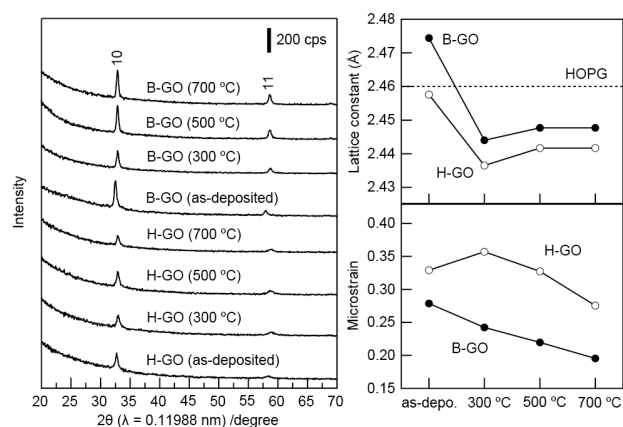 200 cps
10
11
B-GO (700 ºC)
B-GO (500 ºC)
B-GO (300 ºC)
B-GO (as-deposited)
H-GO (700 ºC)
H-GO (500 ºC)
H-GO (300 ºC)
H-GO (as-deposited)
Intensity
20 25 30 35 40 45 50 55 60 65 70
2θ (λ = 0.11988 nm) /degree
Lattice constant (Å)
2.48
2.47
2.46
2.45
2.44
2.43
B-GO
HOPG
H-GO
Microstrain
0.35
0.30
0.25
0.20
0.15
H-GO
B-GO
as-depo. 300 ºC 500 ºC 700 ºC